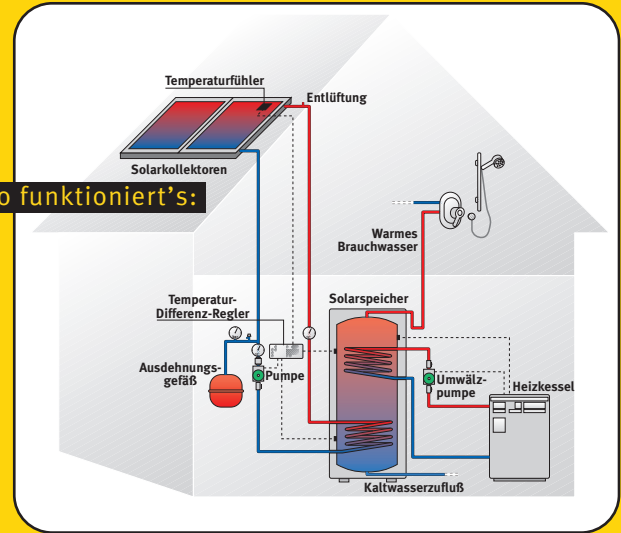 Temperaturfühler
Entlüftung
Solarkollektoren
o funktioniert's:
Warmes
Brauchwasser
Temperatur-
Differenz-Regler
Solarspeicher
Ausdehnungs-
gefäß
Pumpe
Umwälz-
pumpe
Heizkessel
Kaltwasserzufluß